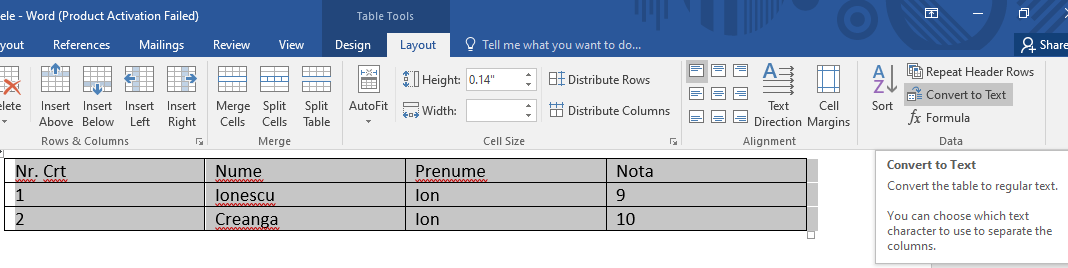 ele - Word (Product Activation Failed)
Table Tools
yout References Mailings Review View Design Layout Tell me what you want to do... Share
elete Insert Above Insert Below Insert Left Insert Right
Merge Cells Split Cells Split Table
AutoFit
Height: 0.14"
Width:
Distribute Rows
Distribute Columns
Text Direction
Cell Margins
Sort
Repeat Header Rows
Convert to Text
fx Formula
Rows & Columns Merge Cell Size Alignment Data
Nr. Crt Nume Prenume Nota
1 Ionescu Ion 9
2 Creanga Ion 10
Convert to Text
Convert the table to regular text.
You can choose which text
character to use to separate the
columns.